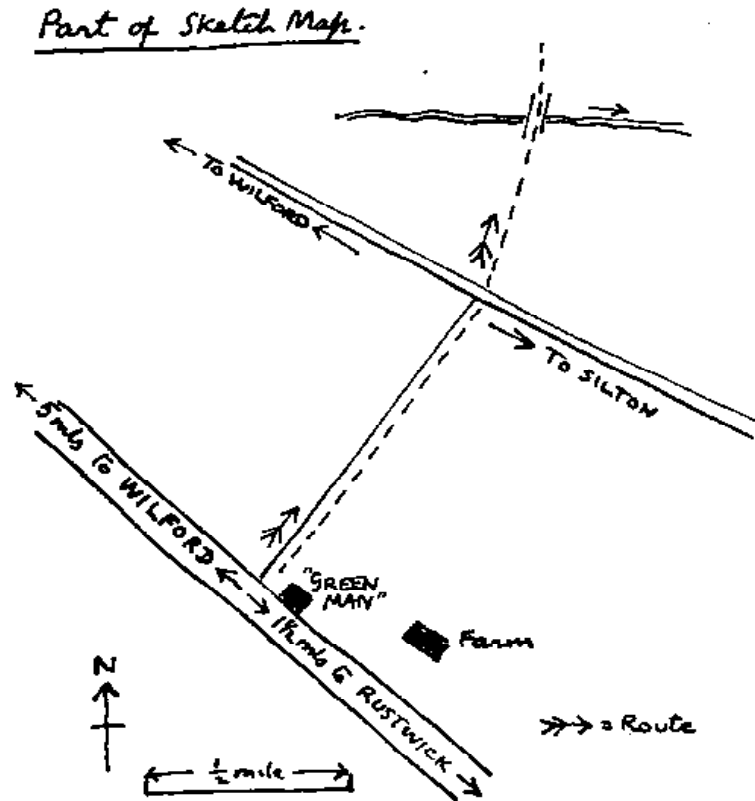 Part of Sketch Map.
TO WILFORD
TO SILTON
5 mls to WILFORD
1½ mls to RUSTWICK
"GREEN
MAN"
Farm
N
½ mile
= Route